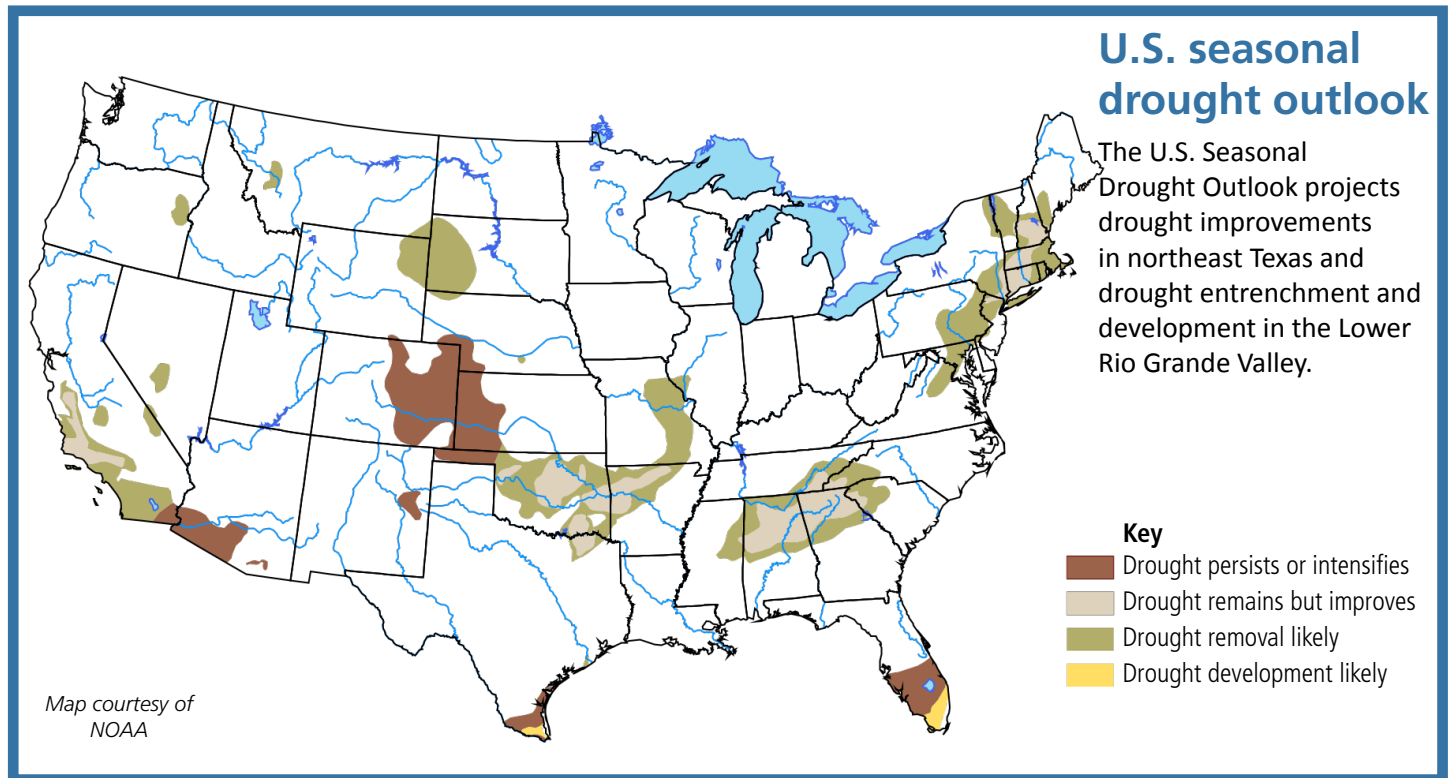 U.S. seasonal
drought outlook
The U.S. Seasonal
Drought Outlook projects
drought improvements
in northeast Texas and
drought entrenchment and
development in the Lower
Rio Grande Valley.
Key
Drought persists or intensifies
Drought remains but improves
Drought removal likely
Drought development likely
Map courtesy of
NOAA